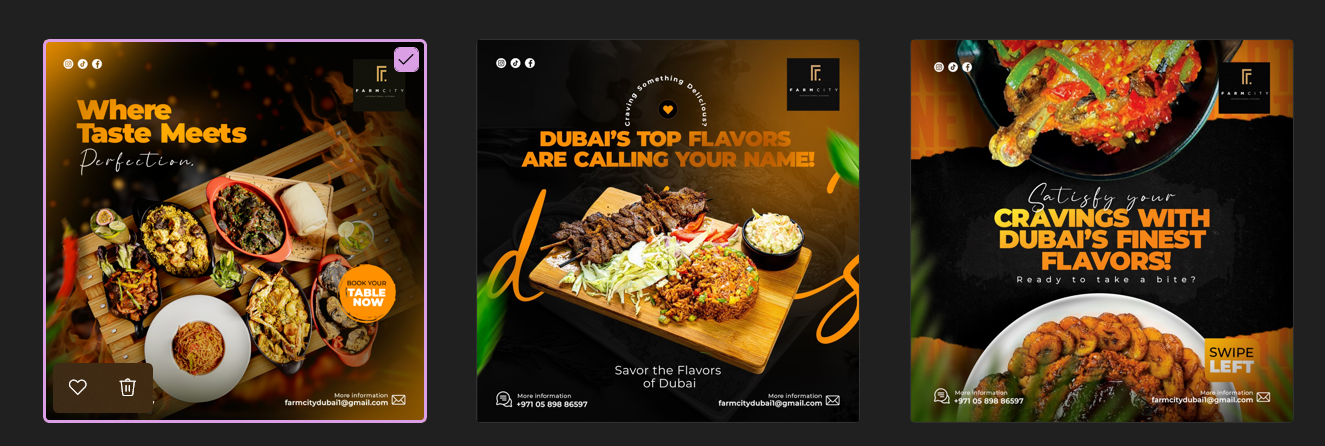 FARMCITY
Where
Taste Meets
Perfection.
BOOK YOUR
TABLE
NOW
More information
farmcitydubai1@gmail.com
FARMCITY
Craving Something Delicious?
DUBAI'S TOP FLAVORS
ARE CALLING YOUR NAME!
Savor the Flavors
of Dubai
More information
+971 05 898 86597
More information
farmcitydubai1@gmail.com
FARMCITY
Satisfy your
CRAVINGS WITH
DUBAI'S FINEST
FLAVORS!
Ready to take a bite?
SWIPE
LEFT
More information
+971 05 898 86597
More information
farmcitydubai1@gmail.com